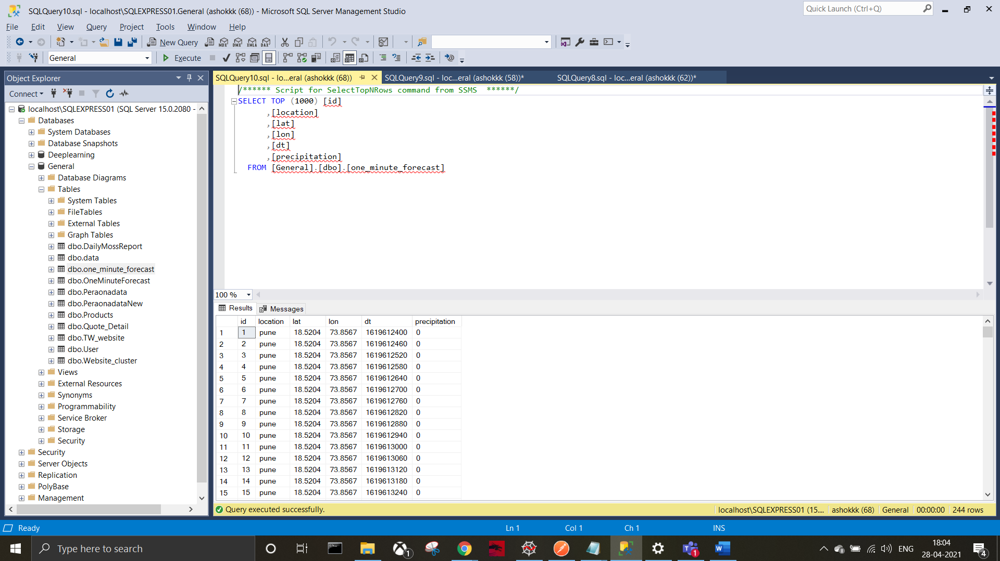 SQLQuery10.sql - localhost\SQLEXPRESS01.General (ashokkk (68)) - Microsoft SQL Server Management Studio
Quick Launch (Ctrl+Q)
File Edit View Query Project Tools Window Help
New Query
MDX DMX XMLA DAX
General
Execute
Object Explorer
SQLQuery10.sql - lo...eral (ashokkk (68))
SQLQuery9.sql - loc...eral (ashokkk (58))*
SQLQuery8.sql - loc...eral (ashokkk (62))*
Connect
localhost\SQLEXPRESS01 (SQL Server 15.0.2080 -
Databases
System Databases
Database Snapshots
Deeplearning
General
Database Diagrams
Tables
System Tables
FileTables
External Tables
Graph Tables
dbo.DailyMossReport
dbo.data
dbo.one_minute_forecast
dbo.OneMinuteForecast
dbo.Peraonadata
dbo.PeraonadataNew
dbo.Products
dbo.Quote_Detail
dbo.TW_website
dbo.User
dbo.Website_cluster
Views
External Resources
Synonyms
Programmability
Service Broker
Storage
Security
Security
Server Objects
Replication
PolyBase
Management
/****** Script for SelectTopNRows command from SSMS  ******/
SELECT TOP (1000) [id]
,[location]
,[lat]
,[lon]
,[dt]
,[precipitation]
FROM [General].[dbo].[one_minute_forecast]
100 %
Results Messages
id location lat lon dt precipitation
1 1 pune 18.5204 73.8567 1619612400 0
2 2 pune 18.5204 73.8567 1619612460 0
3 3 pune 18.5204 73.8567 1619612520 0
4 4 pune 18.5204 73.8567 1619612580 0
5 5 pune 18.5204 73.8567 1619612640 0
6 6 pune 18.5204 73.8567 1619612700 0
7 7 pune 18.5204 73.8567 1619612760 0
8 8 pune 18.5204 73.8567 1619612820 0
9 9 pune 18.5204 73.8567 1619612880 0
10 10 pune 18.5204 73.8567 1619612940 0
11 11 pune 18.5204 73.8567 1619613000 0
12 12 pune 18.5204 73.8567 1619613060 0
13 13 pune 18.5204 73.8567 1619613120 0
14 14 pune 18.5204 73.8567 1619613180 0
15 15 pune 18.5204 73.8567 1619613240 0
Query executed successfully.
localhost\SQLEXPRESS01 (15.... ashokkk (68) General 00:00:00 244 rows
Ready
Ln 1 Col 1 Ch 1 INS
Type here to search
1
1
ENG
18:04
28-04-2021
4